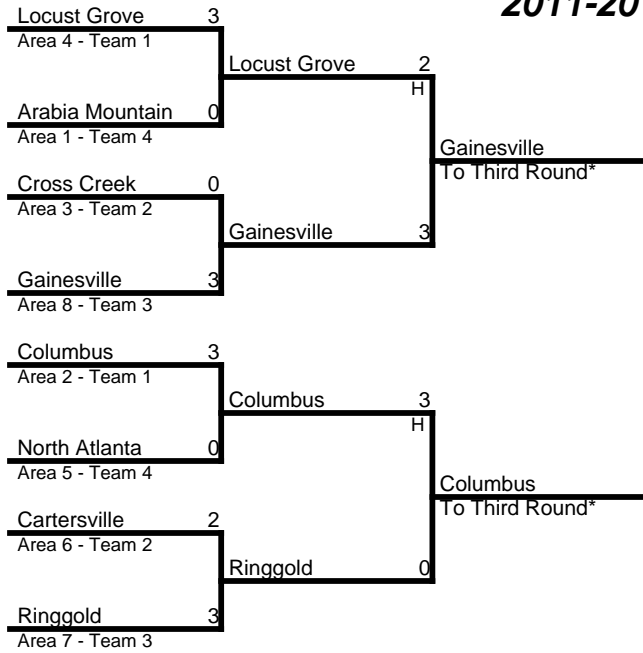 2011-20
Locust Grove 3
Area 4 - Team 1
Locust Grove 2
H
Arabia Mountain 0
Area 1 - Team 4
Gainesville
To Third Round*
Cross Creek 0
Area 3 - Team 2
Gainesville 3
Gainesville 3
Area 8 - Team 3
Columbus 3
Area 2 - Team 1
Columbus 3
H
North Atlanta 0
Area 5 - Team 4
Columbus
To Third Round*
Cartersville 2
Area 6 - Team 2
Ringgold 0
Ringgold 3
Area 7 - Team 3